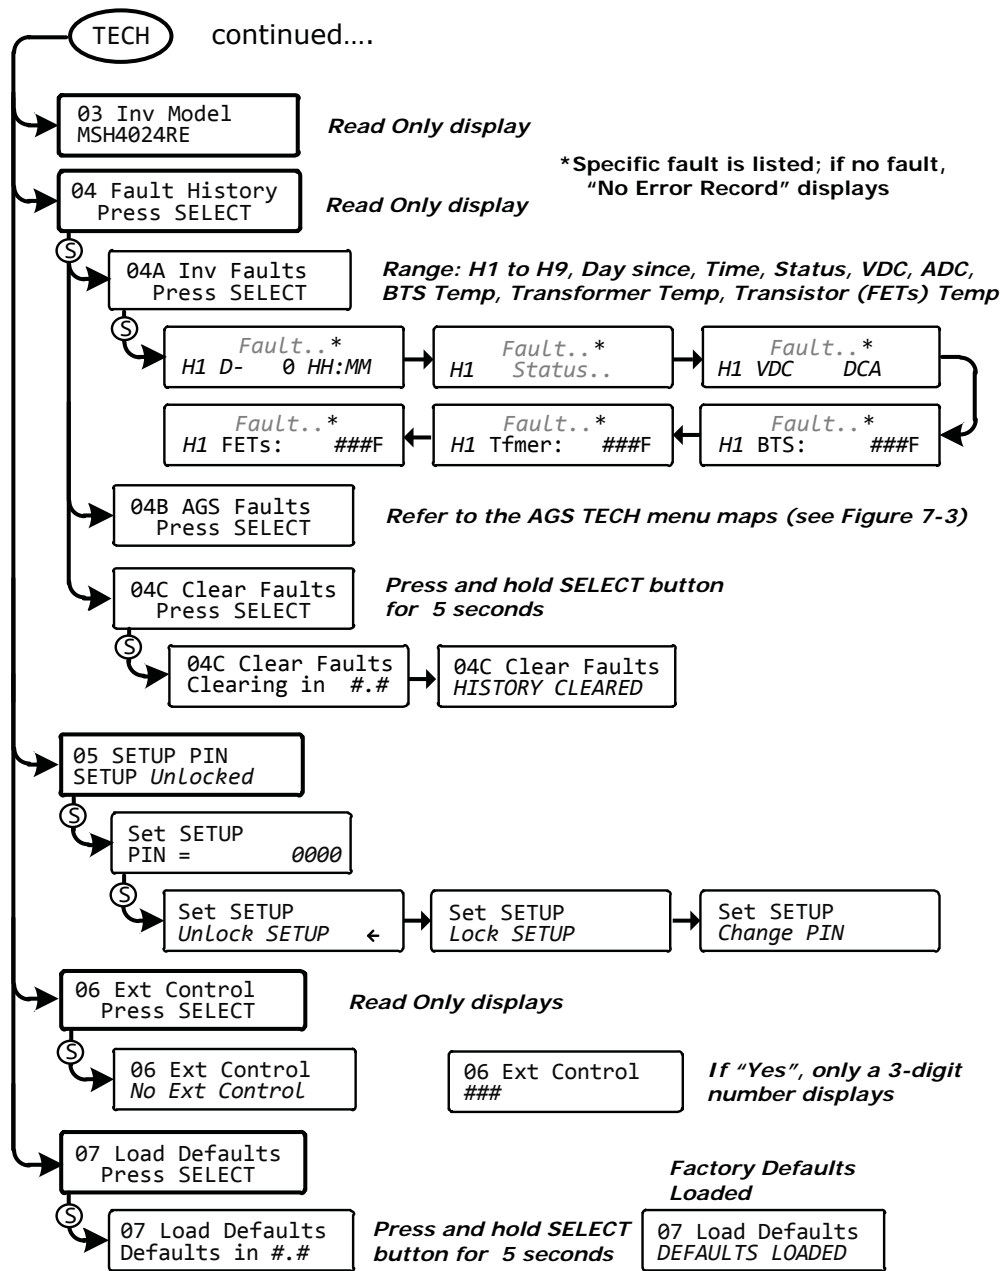 TECH continued....
03 Inv Model
MSH4024RE
Read Only display
*Specific fault is listed; if no fault,
“No Error Record” displays
04 Fault History
Press SELECT
Read Only display
S
04A Inv Faults
Press SELECT
Range: H1 to H9, Day since, Time, Status, VDC, ADC,
BTS Temp, Transformer Temp, Transistor (FETs) Temp
S
Fault..*
H1 D- 0 HH:MM
Fault..*
H1 Status..
Fault..*
H1 VDC DCA
Fault..*
H1 FETs: ###F
Fault..*
H1 Tfmer: ###F
Fault..*
H1 BTS: ###F
04B AGS Faults
Press SELECT
Refer to the AGS TECH menu maps (see Figure 7-3)
04C Clear Faults
Press SELECT
Press and hold SELECT button
for 5 seconds
S
04C Clear Faults
Clearing in #.#
04C Clear Faults
HISTORY CLEARED
05 SETUP PIN
SETUP Unlocked
S
Set SETUP
PIN = 0000
S
Set SETUP
Unlock SETUP ←
Set SETUP
Lock SETUP
Set SETUP
Change PIN
06 Ext Control
Press SELECT
Read Only displays
S
06 Ext Control
No Ext Control
06 Ext Control
###
If “Yes”, only a 3-digit
number displays
07 Load Defaults
Press SELECT
S
07 Load Defaults
Defaults in #.#
Press and hold SELECT
button for 5 seconds
Factory Defaults
Loaded
07 Load Defaults
DEFAULTS LOADED